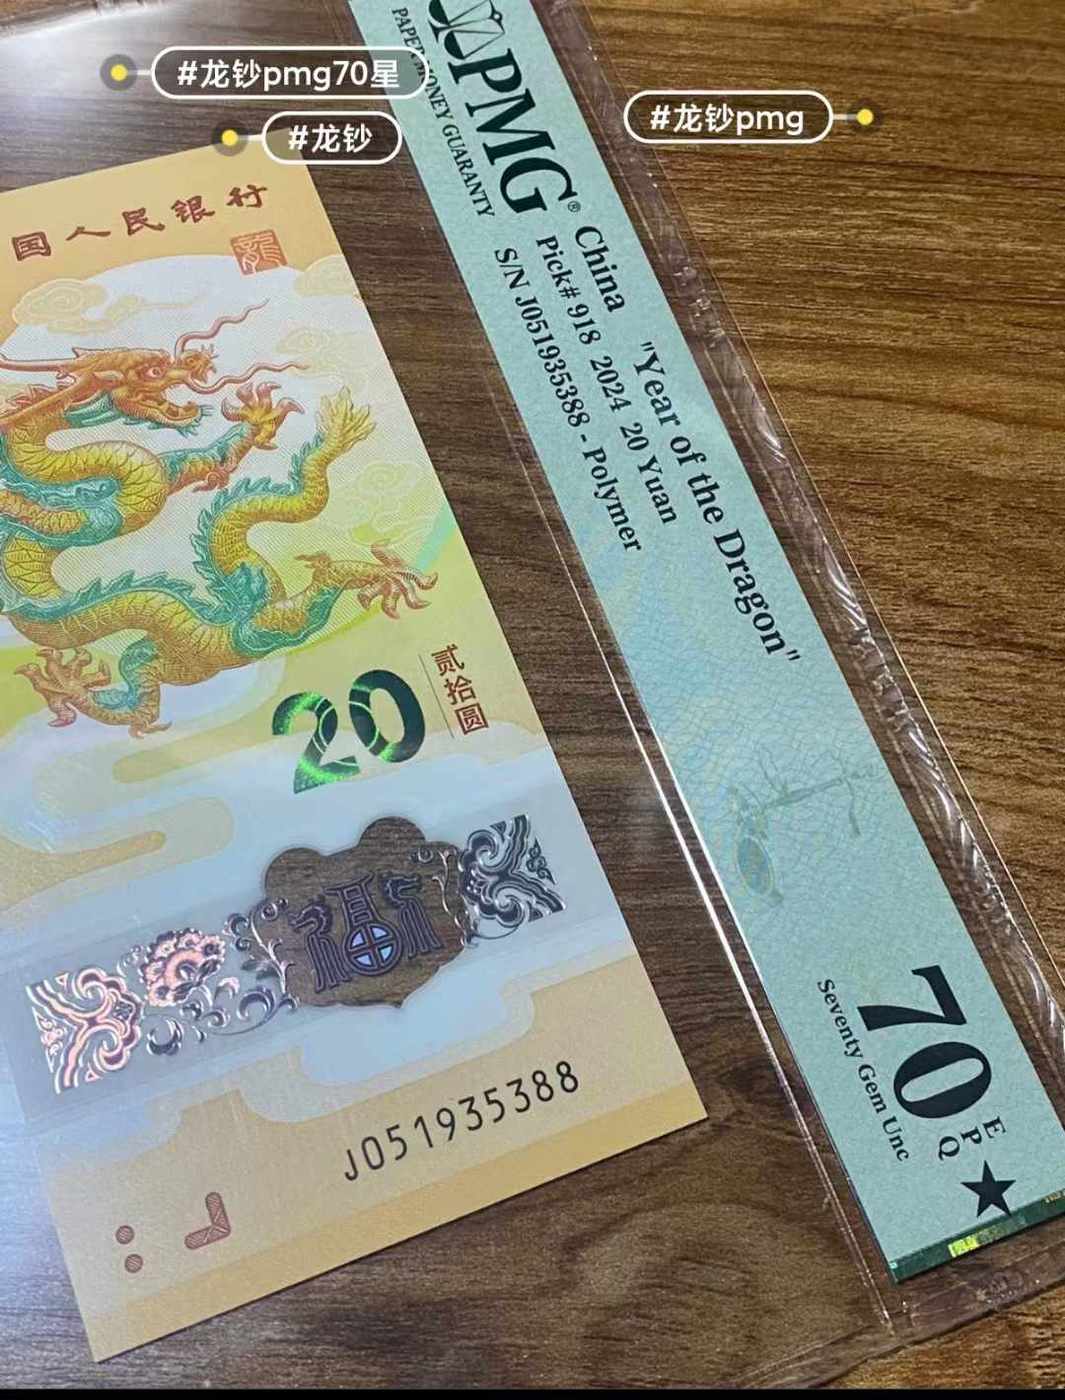 #龙钞pmg70星
#龙钞
#龙钞pmg
国人民银行
龍
20
贰拾圆
福
J051935388
PMG®
PAPER MONEY GUARANTY
China
"Year of the Dragon"
Pick# 918 2024 20 Yuan
S/N J051935388 - Polymer
70 EPQ
★
Seventy Gem Unc